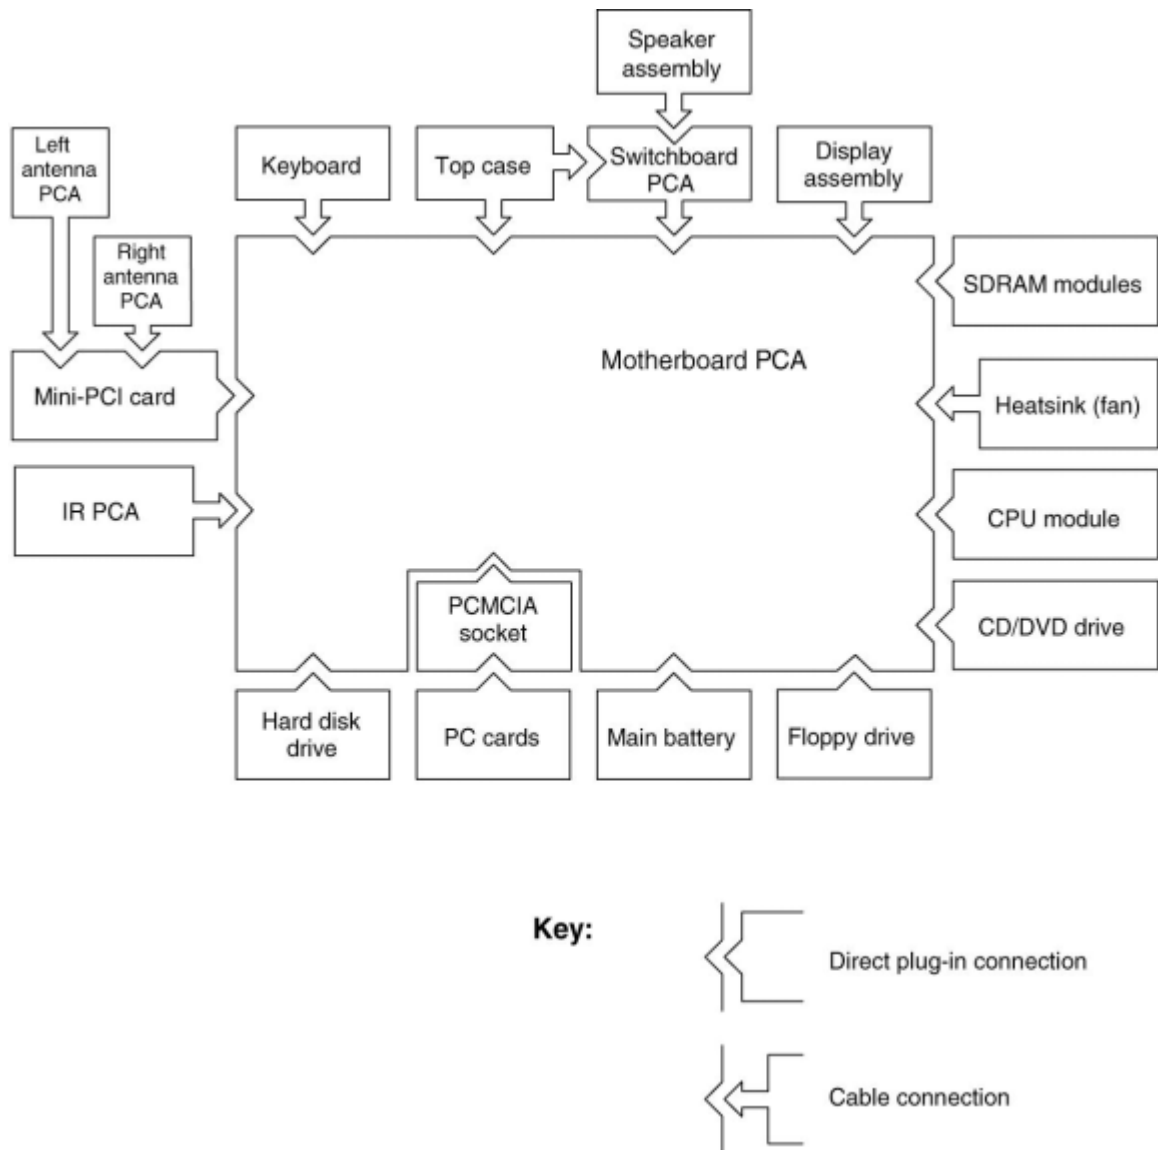 Speaker
assembly
Left
antenna
PCA
Keyboard
Top case
Switchboard
PCA
Display
assembly
Right
antenna
PCA
SDRAM modules
Motherboard PCA
Mini-PCI card
Heatsink (fan)
IR PCA
CPU module
PCMCIA
socket
CD/DVD drive
Hard disk
drive
PC cards
Main battery
Floppy drive
Key:
Direct plug-in connection
Cable connection